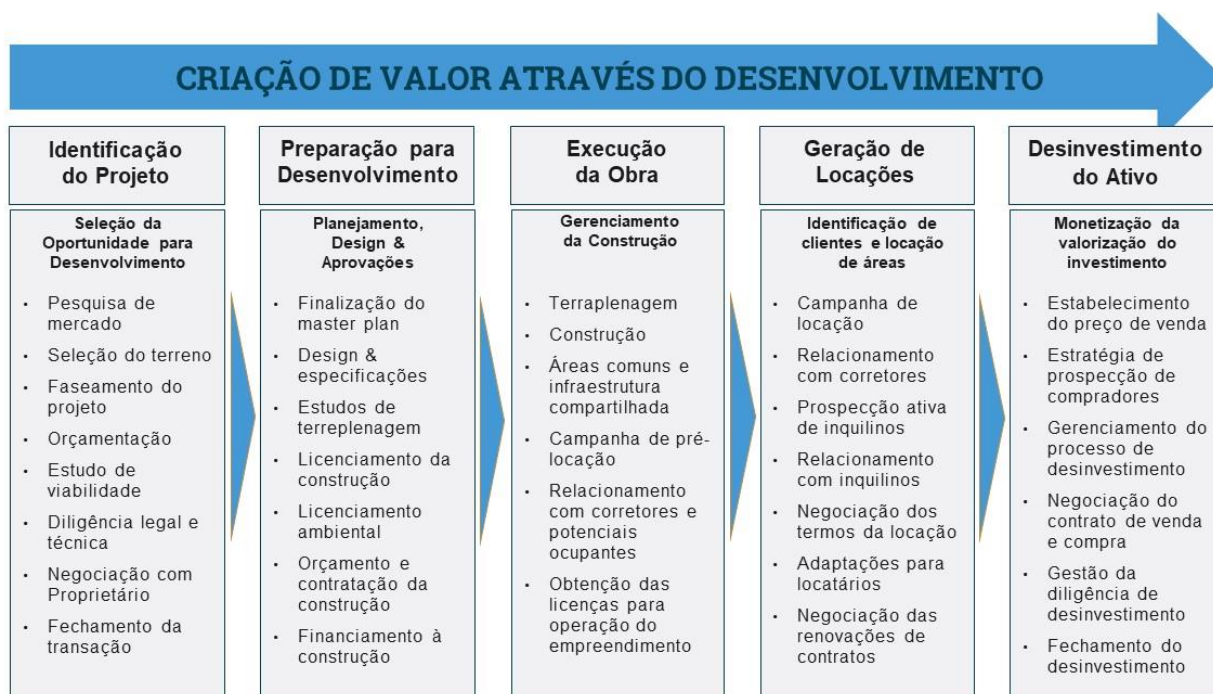 CRIAÇÃO DE VALOR ATRAVÉS DO DESENVOLVIMENTO
Identificação
do Projeto
Seleção da
Oportunidade para
Desenvolvimento
• Pesquisa de
mercado
• Seleção do terreno
• Faseamento do
projeto
• Orçamentação
• Estudo de
viabilidade
• Diligência legal e
técnica
• Negociação com
Proprietário
• Fechamento da
transação
Preparação para
Desenvolvimento
Planejamento,
Design &
Aprovações
• Finalização do
master plan
• Design &
especificações
• Estudos de
terreplenagem
• Licenciamento da
construção
• Licenciamento
ambiental
• Orçamento e
contratação da
construção
• Financiamento à
construção
Execução
da Obra
Gerenciamento
da Construção
• Terraplenagem
• Construção
• Áreas comuns e
infraestrutura
compartilhada
• Campanha de pré-
locação
• Relacionamento
com corretores e
potenciais
ocupantes
• Obtenção das
licenças para
operação do
empreendimento
Geração de
Locações
Identificação de
clientes e locação
de áreas
• Campanha de
locação
• Relacionamento
com corretores
• Prospecção ativa
de inquilinos
• Relacionamento
com inquilinos
• Negociação dos
termos da locação
• Adaptações para
locatários
• Negociação das
renovações de
contratos
Desinvestimento
do Ativo
Monetização da
valorização do
investimento
• Estabelecimento
do preço de venda
• Estratégia de
prospecção de
compradores
• Gerenciamento do
processo de
desinvestimento
• Negociação do
contrato de venda
e compra
• Gestão da
diligência de
desinvestimento
• Fechamento do
desinvestimento